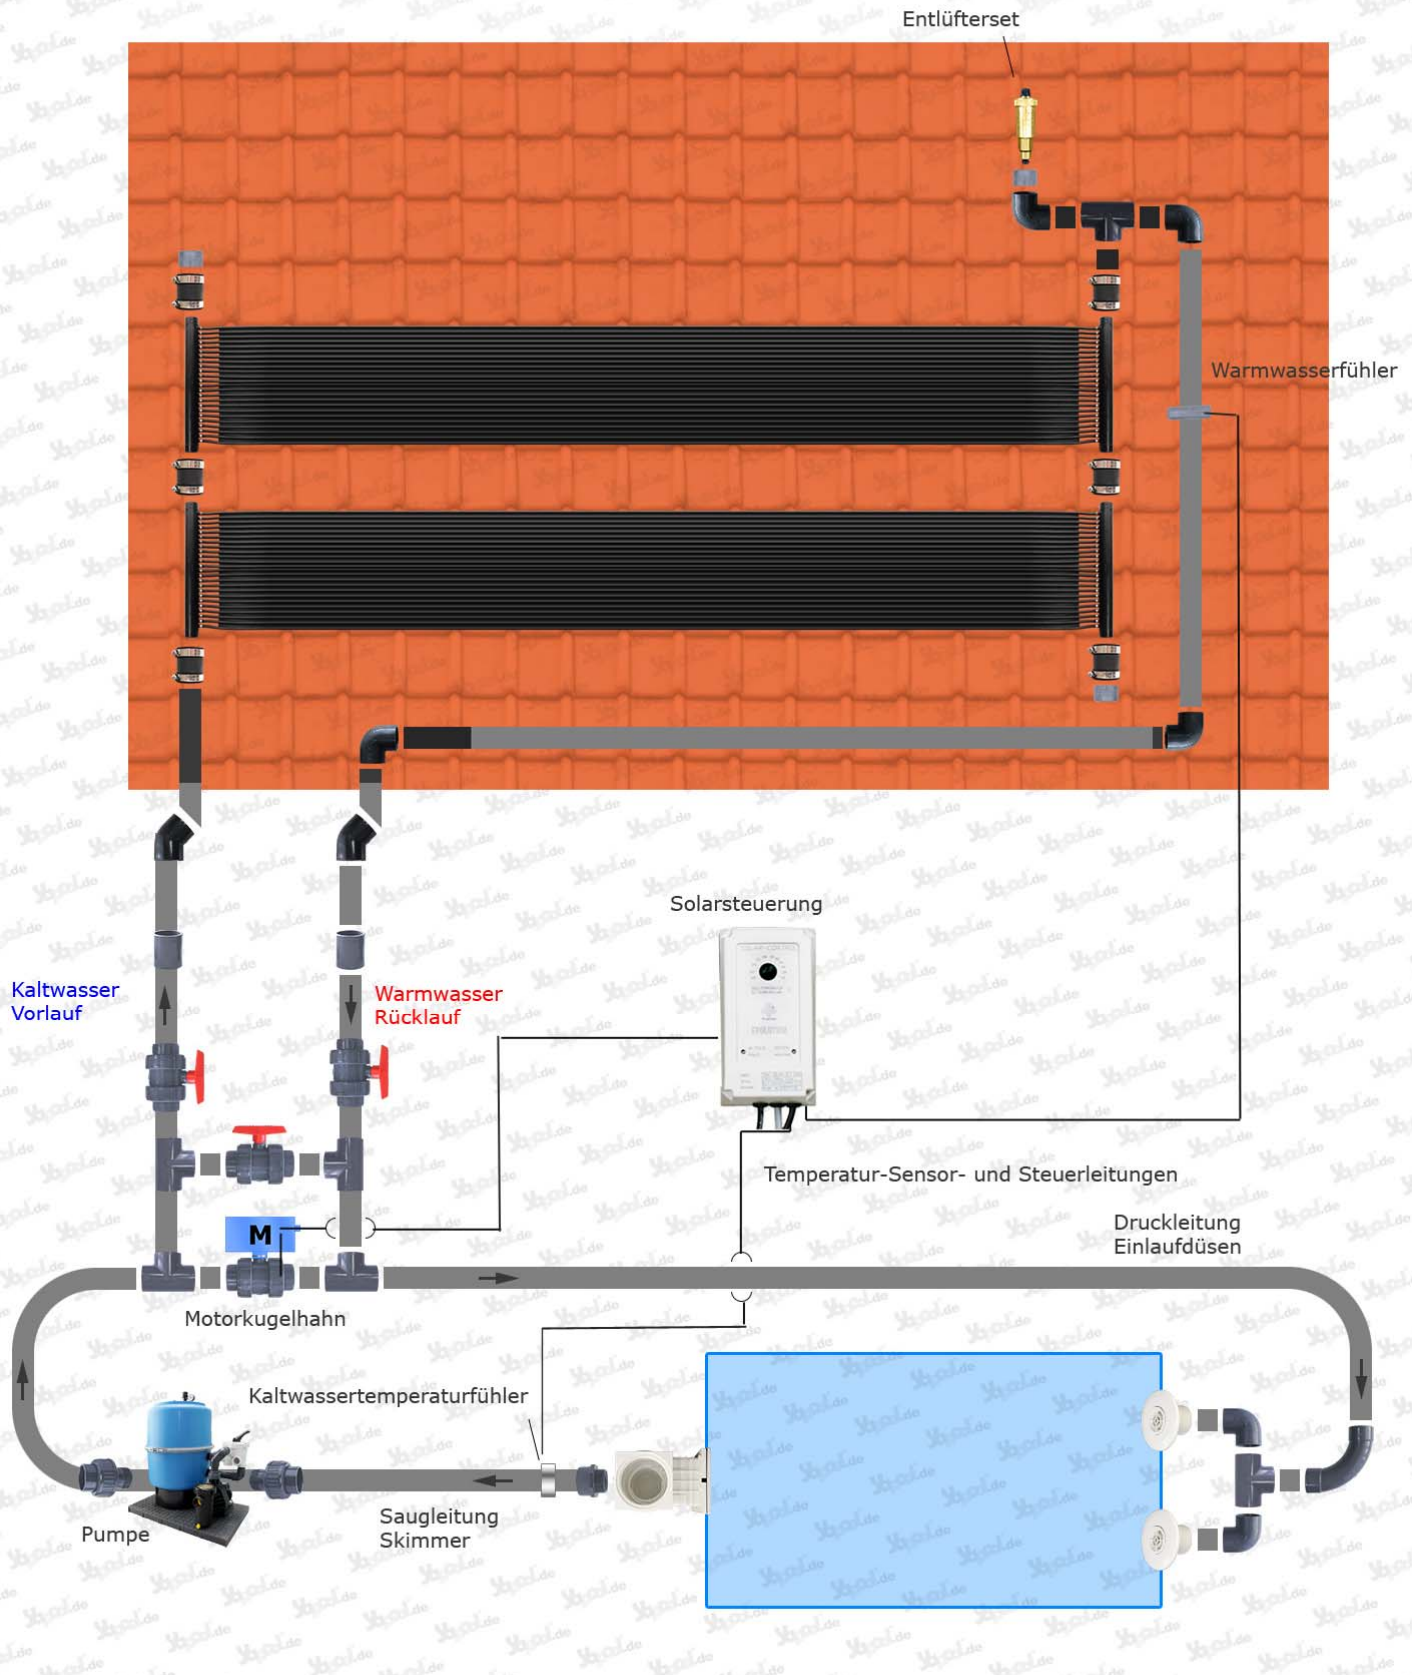 Entlüfterset
Warmwasserfühler
Solarsteuerung
Kaltwasser
Vorlauf
Warmwasser
Rücklauf
Temperatur-Sensor- und Steuerleitungen
Druckleitung
Einlaufdüsen
M
Motorkugelhahn
Kaltwassertemperaturfühler
Saugleitung
Skimmer
Pumpe